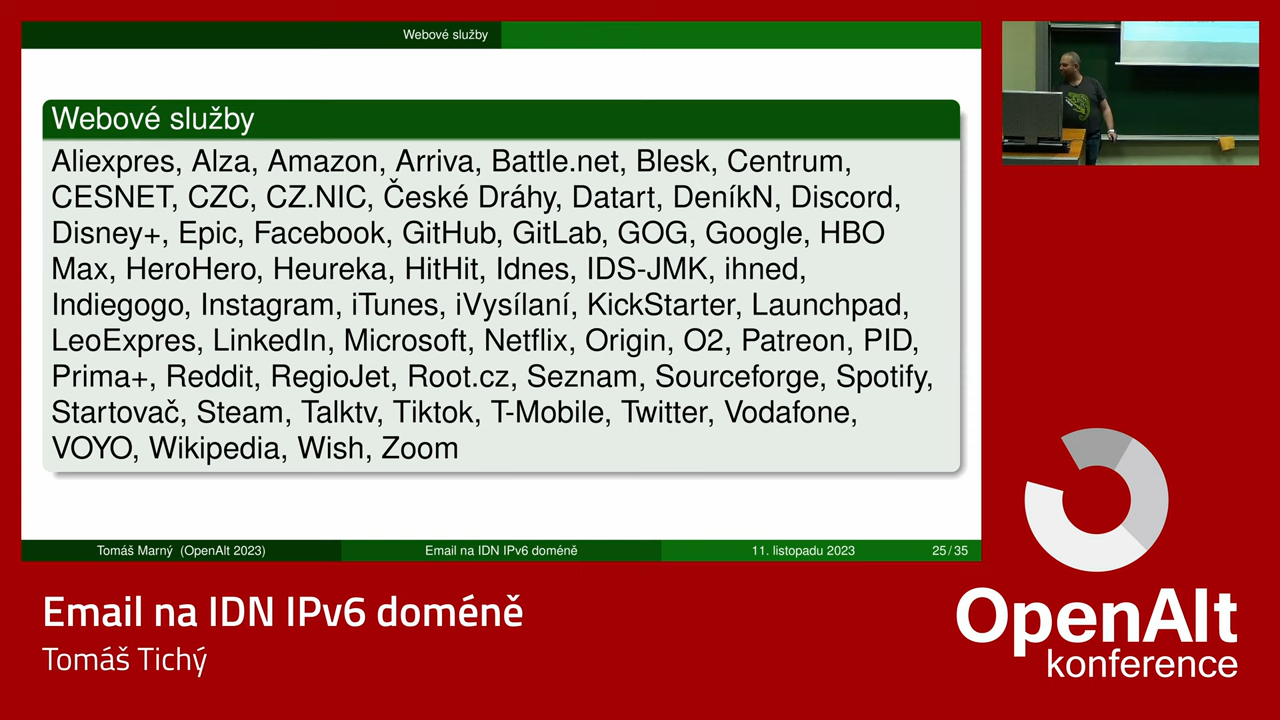 Webové služby
Webové služby
Aliexpres, Alza, Amazon, Arriva, Battle.net, Blesk, Centrum,
CESNET, CZC, CZ.NIC, České Dráhy, Datart, DeníkN, Discord,
Disney+, Epic, Facebook, GitHub, GitLab, GOG, Google, HBO
Max, HeroHero, Heureka, HitHit, Idnes, IDS-JMK, ihned,
Indiegogo, Instagram, iTunes, iVysílaní, KickStarter, Launchpad,
LeoExpres, LinkedIn, Microsoft, Netflix, Origin, O2, Patreon, PID,
Prima+, Reddit, RegioJet, Root.cz, Seznam, Sourceforge, Spotify,
Startovač, Steam, Talktv, Tiktok, T-Mobile, Twitter, Vodafone,
VOYO, Wikipedia, Wish, Zoom
Tomáš Marný (OpenAlt 2023) Email na IDN IPv6 doméně 11. listopadu 2023 25 / 35
Email na IDN IPv6 doméně
Tomáš Tichý
OpenAlt
konference